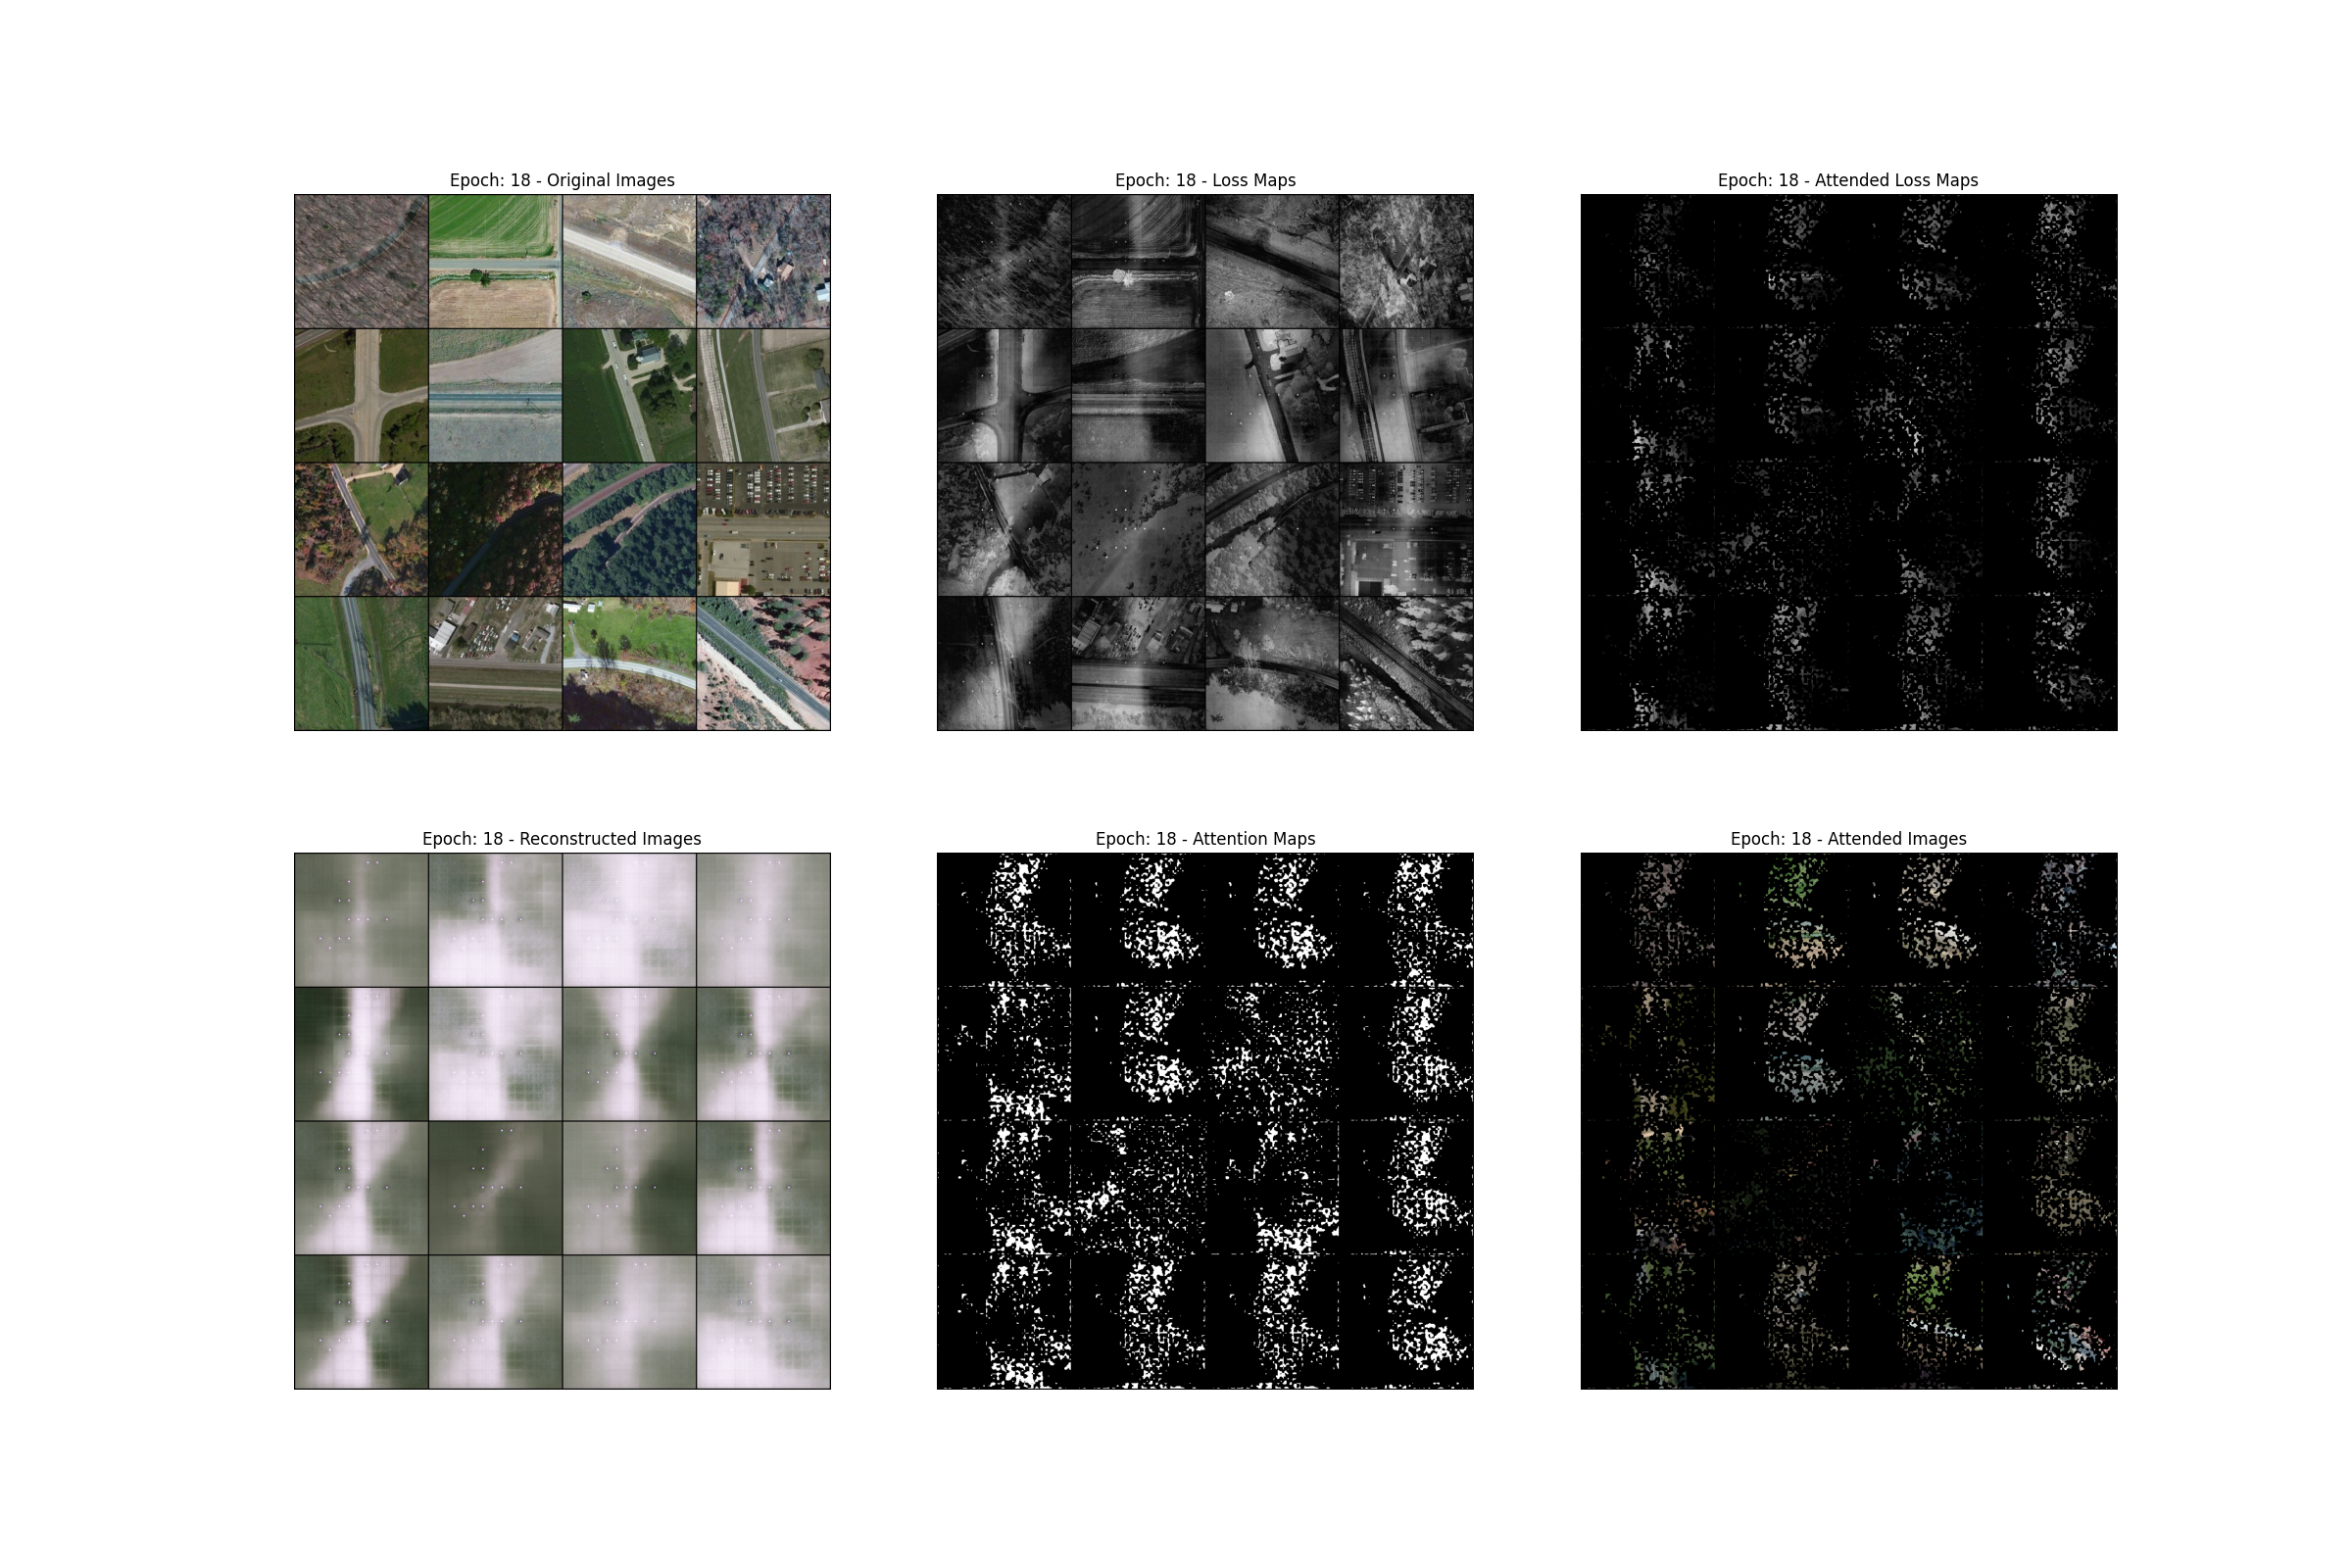 Epoch: 18 - Original Images
Epoch: 18 - Loss Maps
Epoch: 18 - Attended Loss Maps
Epoch: 18 - Reconstructed Images
Epoch: 18 - Attention Maps
Epoch: 18 - Attended Images